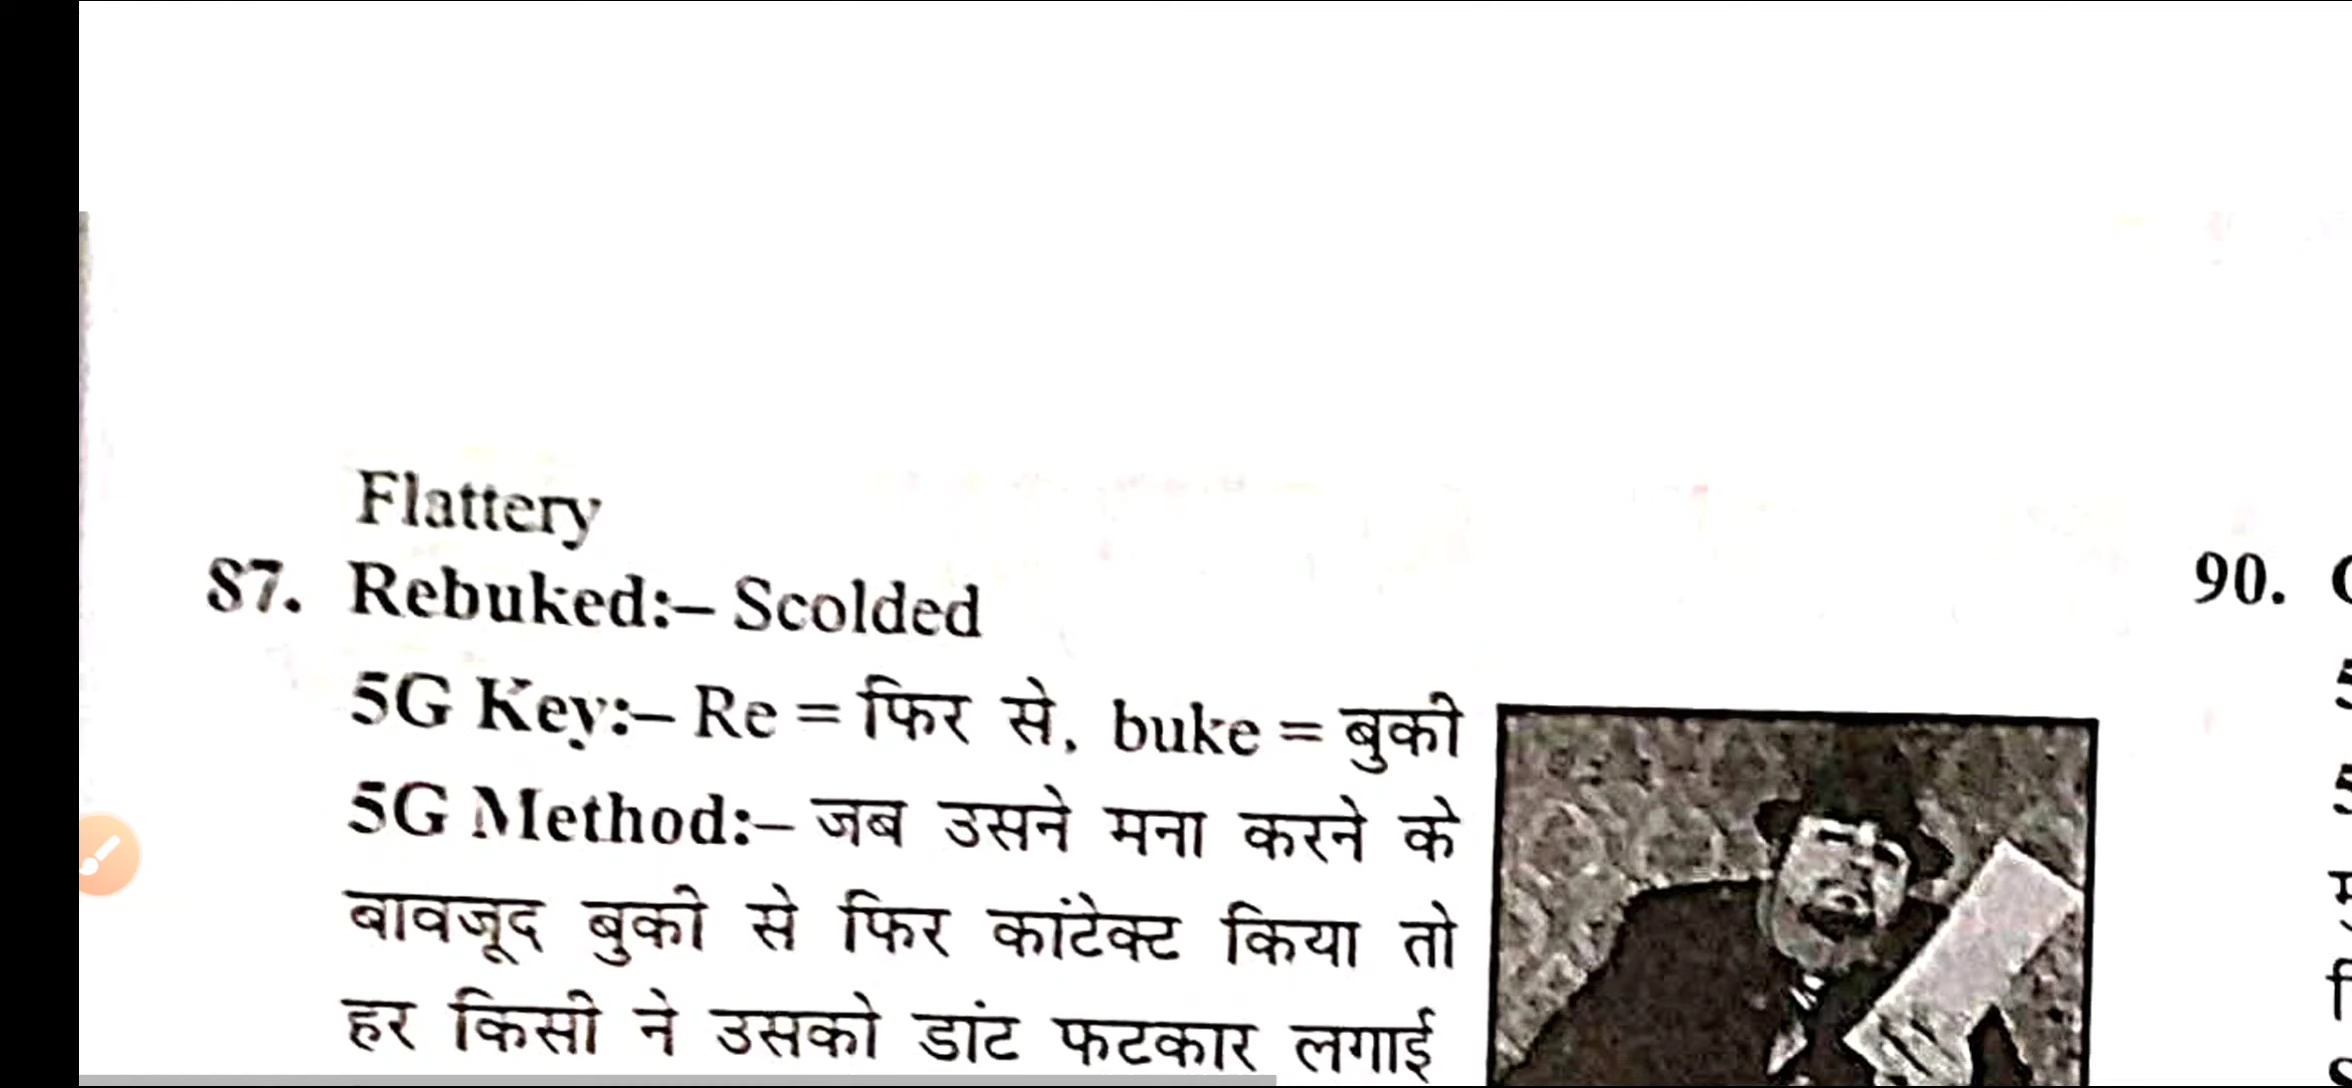 Flattery
87. Rebuked:– Scolded
5G Key:– Re = फिर से, buke = बुकी
5G Method:– जब उसने मना करने के
बावजूद बुकी से फिर कांटेक्ट किया तो
हर किसी ने उसको डांट फटकार लगाई
90.